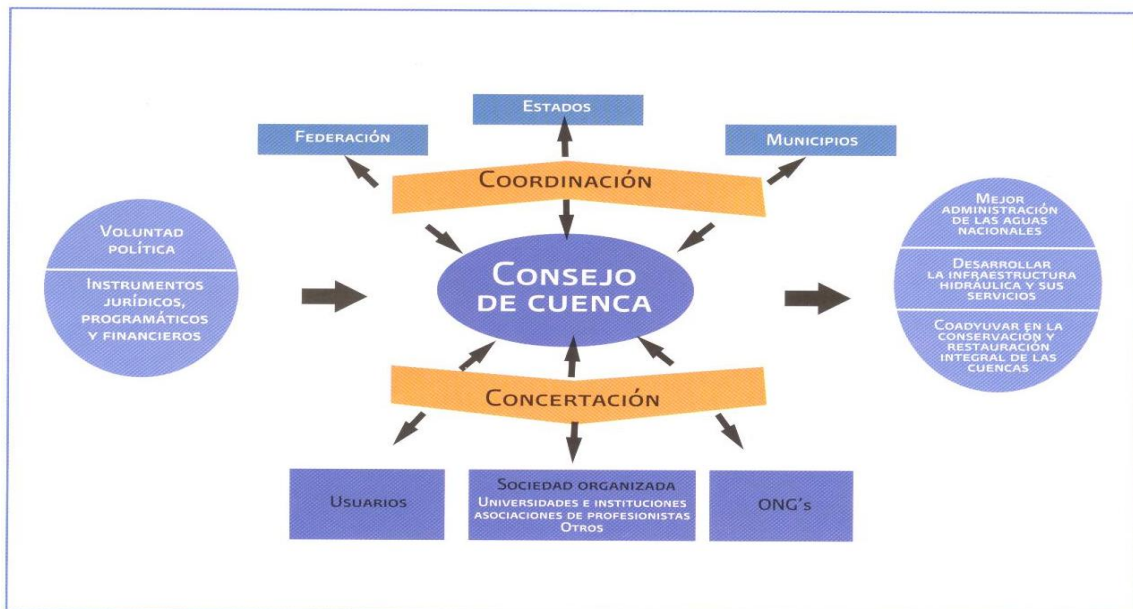 Estados
Federación
Municipios
Coordinación
Voluntad
política
Instrumentos
jurídicos,
programáticos
y financieros
Consejo
de cuenca
Mejor
administración
de las aguas
nacionales
Desarrollar
la infraestructura
hidráulica y sus
servicios
Coadyuvar en la
conservación y
restauración
integral de las
cuencas
Concertación
Usuarios
Sociedad organizada
Universidades e instituciones
asociaciones de profesionistas
Otros
ONG's